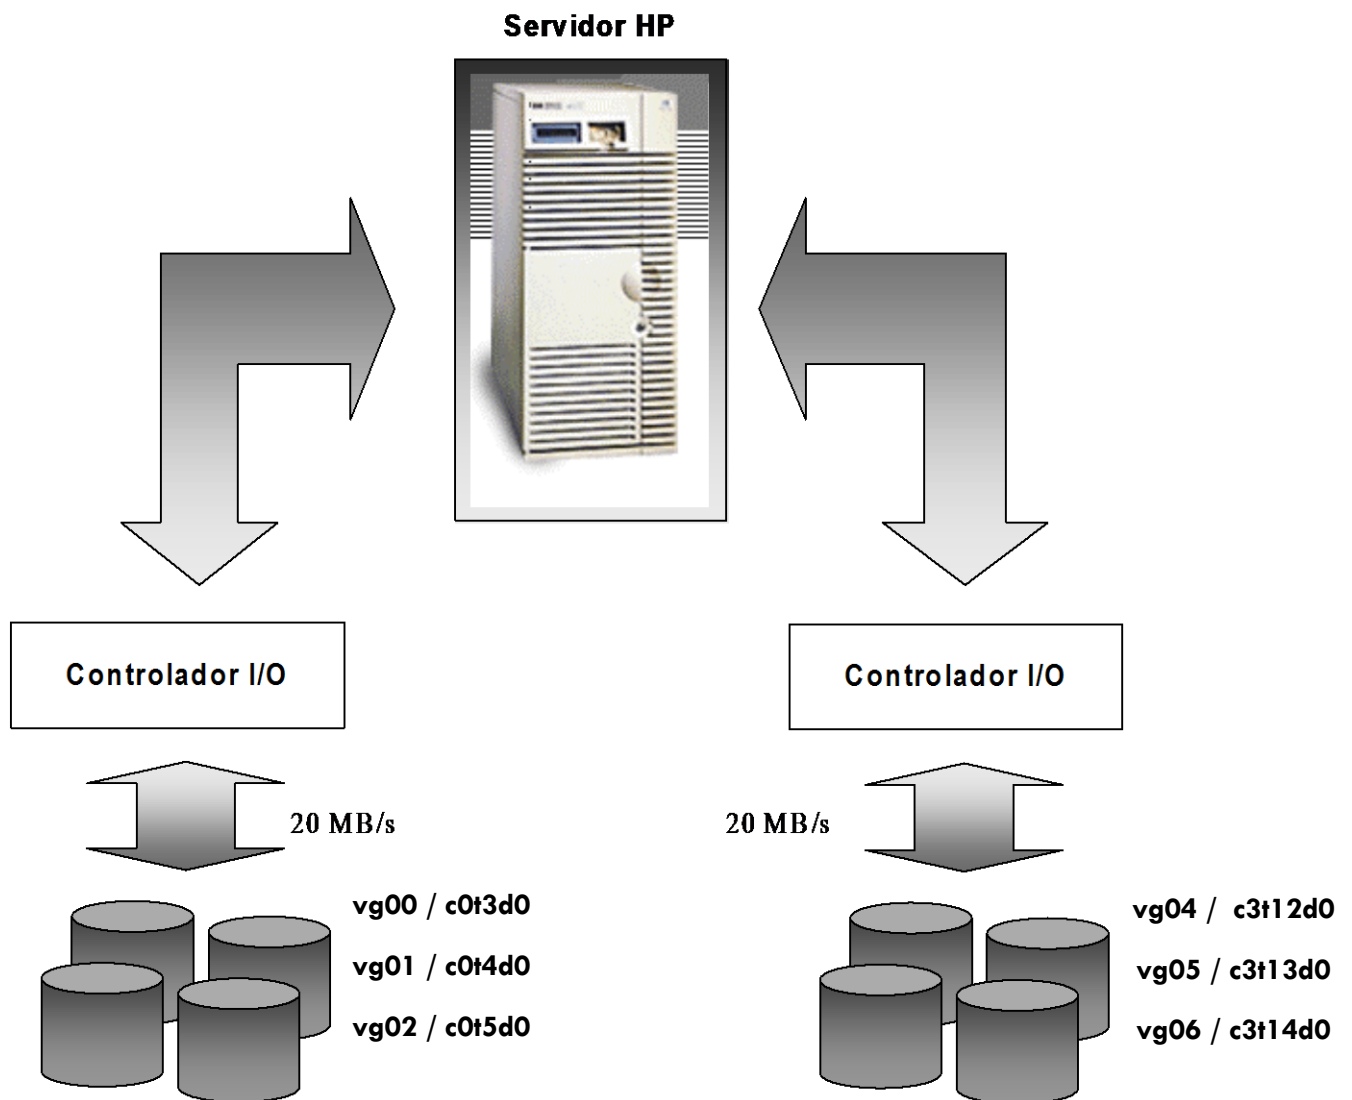 Servidor HP
Controlador I/O
Controlador I/O
20 MB/s
20 MB/s
vg00 / c0t3d0
vg01 / c0t4d0
vg02 / c0t5d0
vg04 / c3t12d0
vg05 / c3t13d0
vg06 / c3t14d0